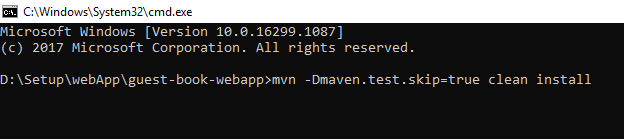 C:\Windows\System32\cmd.exe
Microsoft Windows [Version 10.0.16299.1087]
(c) 2017 Microsoft Corporation. All rights reserved.
D:\Setup\webApp\guest-book-webapp>mvn -Dmaven.test.skip=true clean install